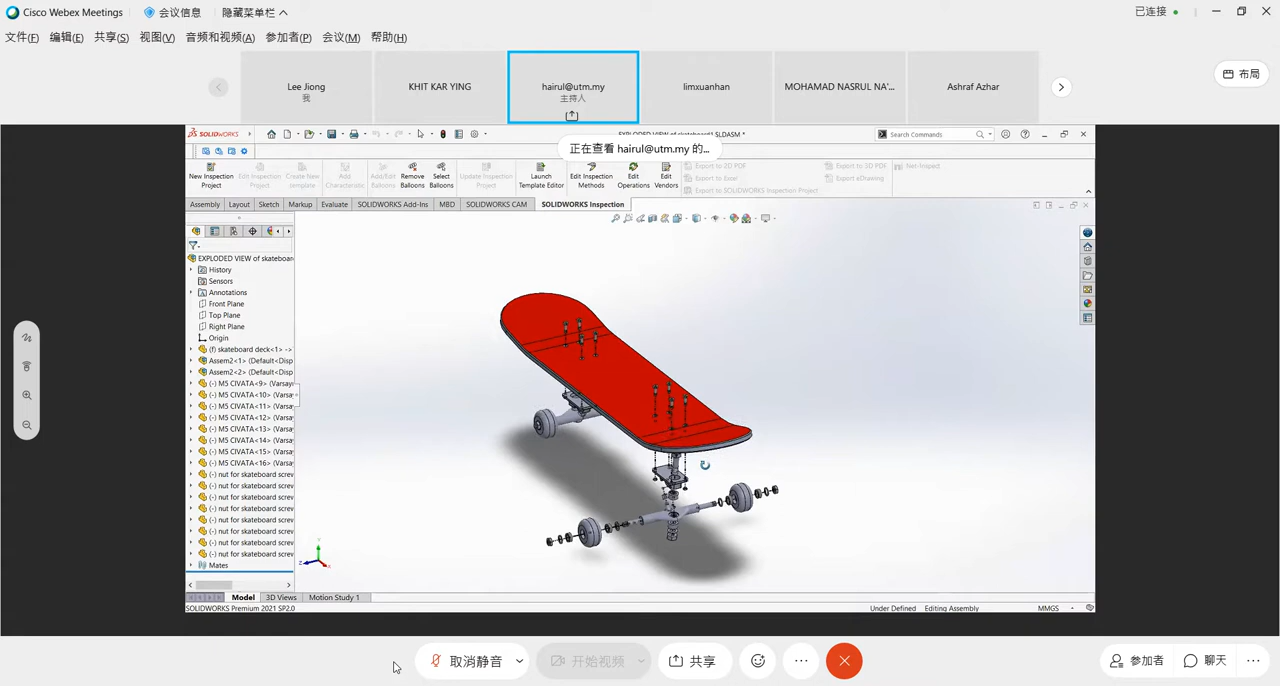 Cisco Webex Meetings
会议信息
隐藏菜单栏
已连接
文件(F) 编辑(E) 共享(S) 视图(V) 音频和视频(A) 参与者(P) 会议(M) 帮助(H)
Lee Jiong
我
KHIT KAR YING
hairul@utm.my
主持人
limxuanhan
MOHAMAD NASRUL NA'...
Ashraf Azhar
布局
SOLIDWORKS
EXPLODED VIEW of skateboard1.SLDASM *
Search Commands
正在查看 hairul@utm.my 的...
New Inspection Project
Edit Inspection Project
Create New template
Add Characteristic
Add/Edit Balloons
Remove Balloons
Select Balloons
Update Inspection Project
Launch Template Editor
Edit Inspection Methods
Edit Operations
Edit Vendors
Export to 2D PDF
Export to Excel
Export to SOLIDWORKS Inspection Project
Export to 3D PDF
Export eDrawing
Net-Inspect
Assembly Layout Sketch Markup Evaluate SOLIDWORKS Add-Ins MBD SOLIDWORKS CAM SOLIDWORKS Inspection
EXPLODED VIEW of skateboar
History
Sensors
Annotations
Front Plane
Top Plane
Right Plane
Origin
(f) skateboard deck<1> ->
Assem2<1> (Default<Disp
Assem2<2> (Default<Disp
(-) M5 CIVATA<9> (Varsay
(-) M5 CIVATA<10> (Varsa
(-) M5 CIVATA<11> (Varsa
(-) M5 CIVATA<12> (Varsa
(-) M5 CIVATA<13> (Varsa
(-) M5 CIVATA<14> (Varsa
(-) M5 CIVATA<15> (Varsa
(-) M5 CIVATA<16> (Varsa
(-) nut for skateboard screw
(-) nut for skateboard screw
(-) nut for skateboard screw
(-) nut for skateboard screw
(-) nut for skateboard screw
(-) nut for skateboard screw
(-) nut for skateboard screw
(-) nut for skateboard screw
Mates
Model 3D Views Motion Study 1
SOLIDWORKS Premium 2021 SP2.0
Under Defined
Editing Assembly
MMGS
取消静音
开始视频
共享
参与者
聊天